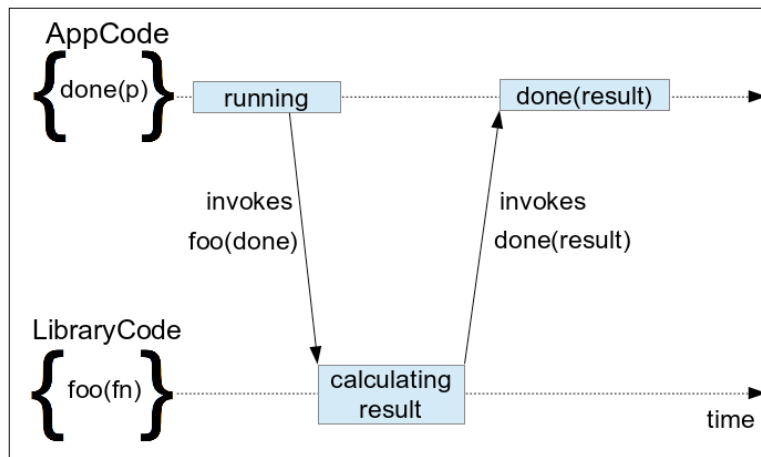 AppCode
done(p)
running
done(result)
invokes
foo(done)
invokes
done(result)
LibraryCode
foo(fn)
calculating
result
time